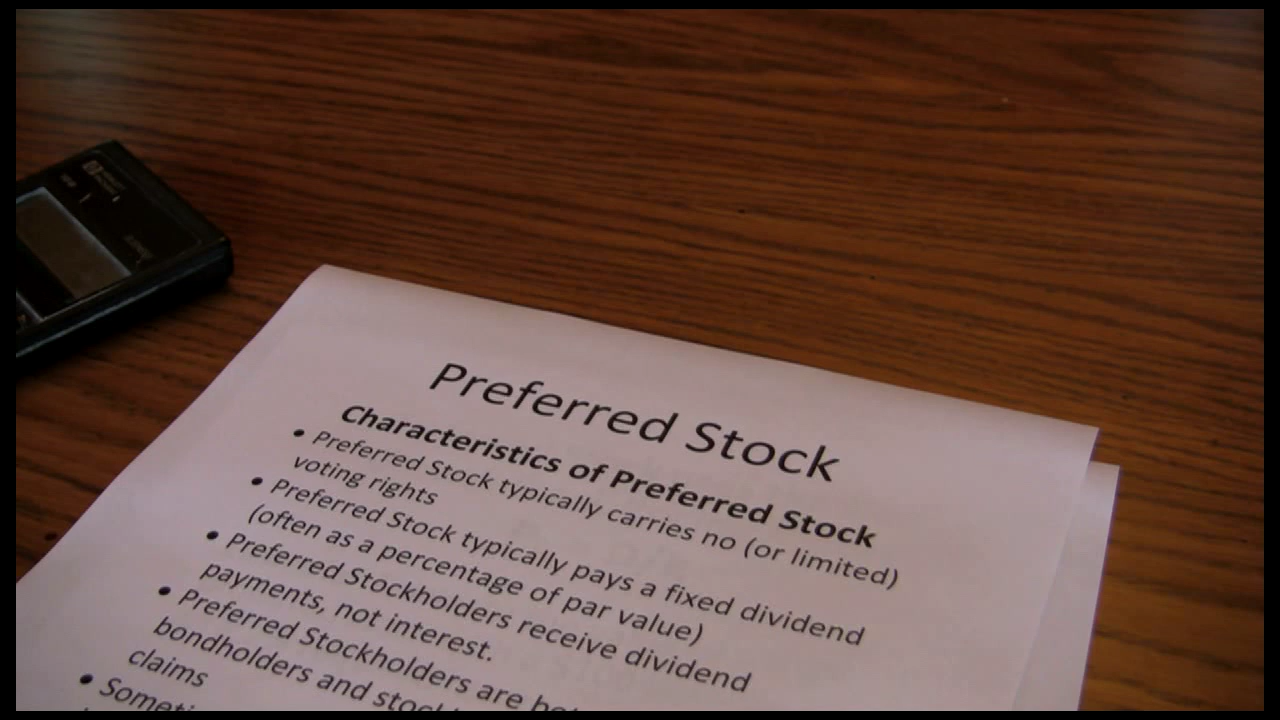 Preferred Stock
Characteristics of Preferred Stock
• Preferred Stock typically carries no (or limited)
voting rights
• Preferred Stock typically pays a fixed dividend
(often as a percentage of par value)
• Preferred Stockholders receive dividend
payments, not interest.
• Preferred Stockholders are
bondholders and
claims
•